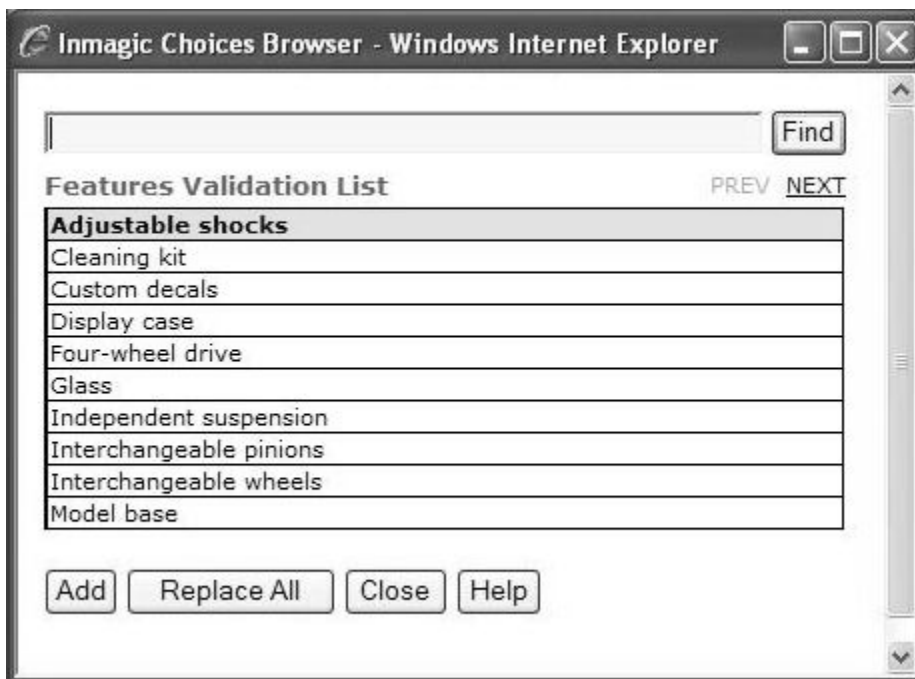 Inmagic Choices Browser - Windows Internet Explorer
Find
Features Validation List PREV NEXT
Adjustable shocks
Cleaning kit
Custom decals
Display case
Four-wheel drive
Glass
Independent suspension
Interchangeable pinions
Interchangeable wheels
Model base
Add Replace All Close Help